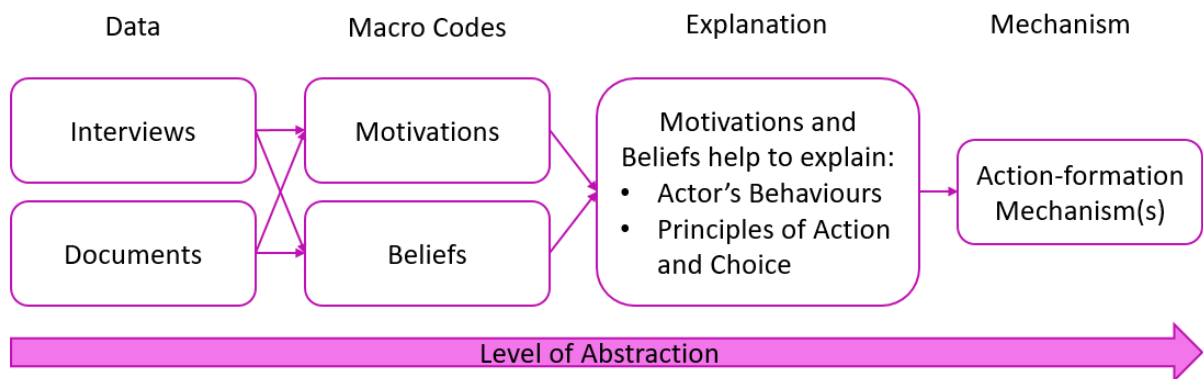 Data
Macro Codes
Explanation
Mechanism
Interviews
Documents
Motivations
Beliefs
Motivations and
Beliefs help to explain:
• Actor's Behaviours
• Principles of Action
and Choice
Action-formation
Mechanism(s)
Level of Abstraction